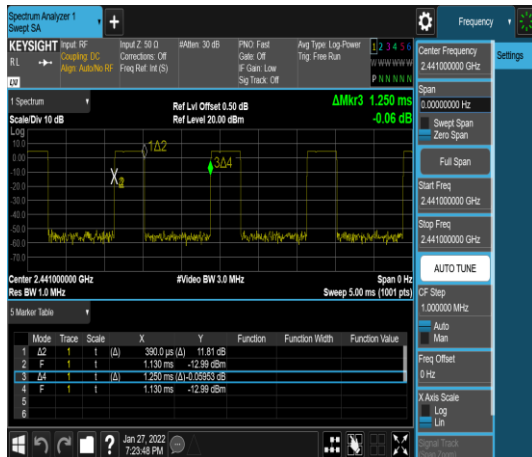 Spectrum Analyzer 1
Swept SA
Frequency
Settings
KEYSIGHT
RL
LXI
Input: RF
Coupling: DC
Align: Auto/No RF
Input Z: 50 Ω
Corrections: Off
Freq Ref: Int (S)
#Atten: 30 dB
PNO: Fast
Gate: Off
IF Gain: Low
Sig Track: Off
Avg Type: Log-Power
Trig: Free Run
1 2 3 4 5 6
W W W W W W
P N N N N N
1 Spectrum
Scale/Div 10 dB
Ref Lvl Offset 0.50 dB
Ref Level 20.00 dBm
ΔMkr3 1.250 ms
-0.06 dB
Log
10.0
0.00
-10.0
-20.0
-30.0
-40.0
-50.0
-60.0
-70.0
1Δ2
3Δ4
X
Center 2.441000000 GHz
Res BW 1.0 MHz
#Video BW 3.0 MHz
Span 0 Hz
Sweep 5.00 ms (1001 pts)
5 Marker Table
Mode Trace Scale X Y Function Function Width Function Value
1 Δ2 1 t (Δ) 390.0 µs (Δ) 11.81 dB
2 F 1 t 1.130 ms -12.99 dBm
3 Δ4 1 t (Δ) 1.250 ms (Δ) -0.05953 dB
4 F 1 t 1.130 ms -12.99 dBm
5
6
Jan 27, 2022
7:23:48 PM
Center Frequency
2.441000000 GHz
Span
0.00000000 Hz
Swept Span
Zero Span
Full Span
Start Freq
2.441000000 GHz
Stop Freq
2.441000000 GHz
AUTO TUNE
CF Step
1.000000 MHz
Auto
Man
Freq Offset
0 Hz
X Axis Scale
Log
Lin
Signal Track
(Span Zoom)